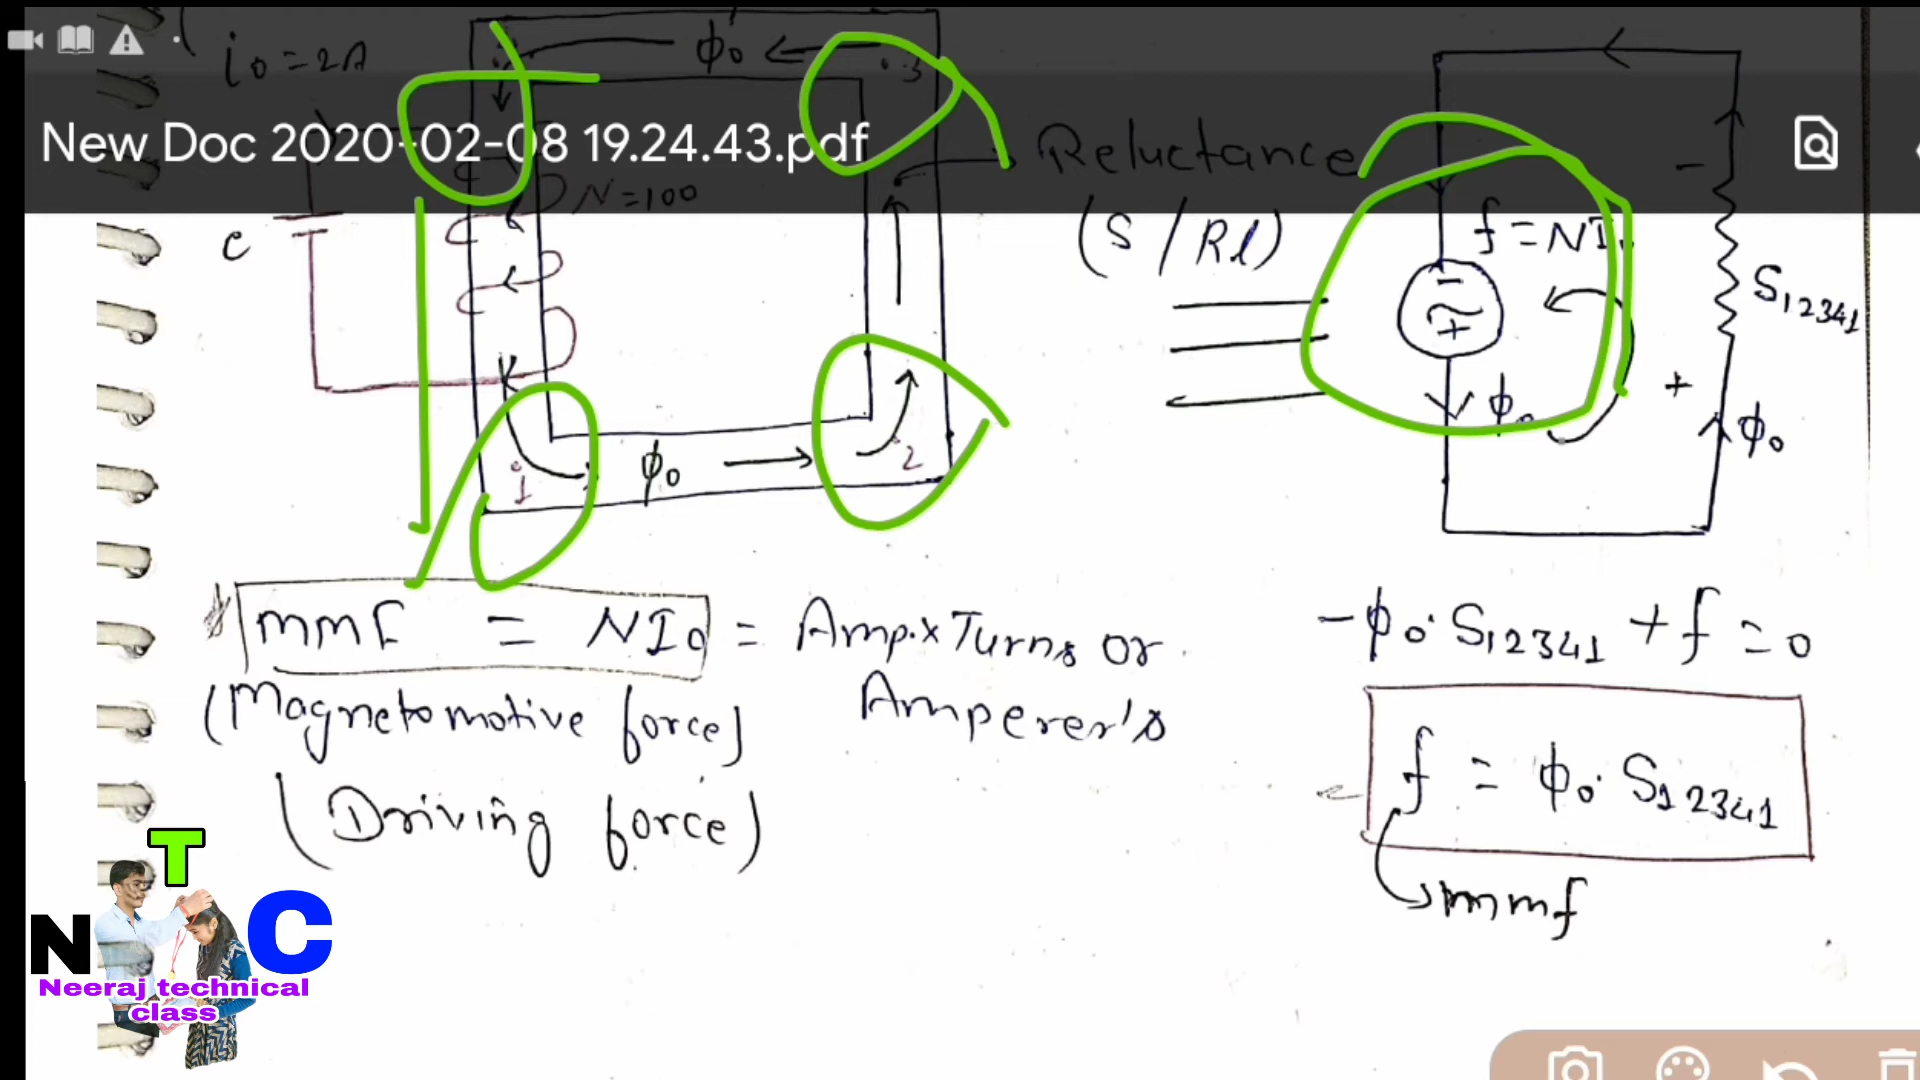 i0 = 2A
ϕ0
3
New Doc 2020-02-08 19.24.43.pdf
Reluctance
N=100
(S / Rl)
e
f = NI
-
+
S12341
+
ϕ0
ϕ0
1
ϕ0
2
mmf = NI0 = Amp.x Turns or
Amperer's
(Magnetomotive force)
(Driving force)
-ϕ0. S12341 + f = 0
f = ϕ0. S12341
mmf
N T C
Neeraj technical
class